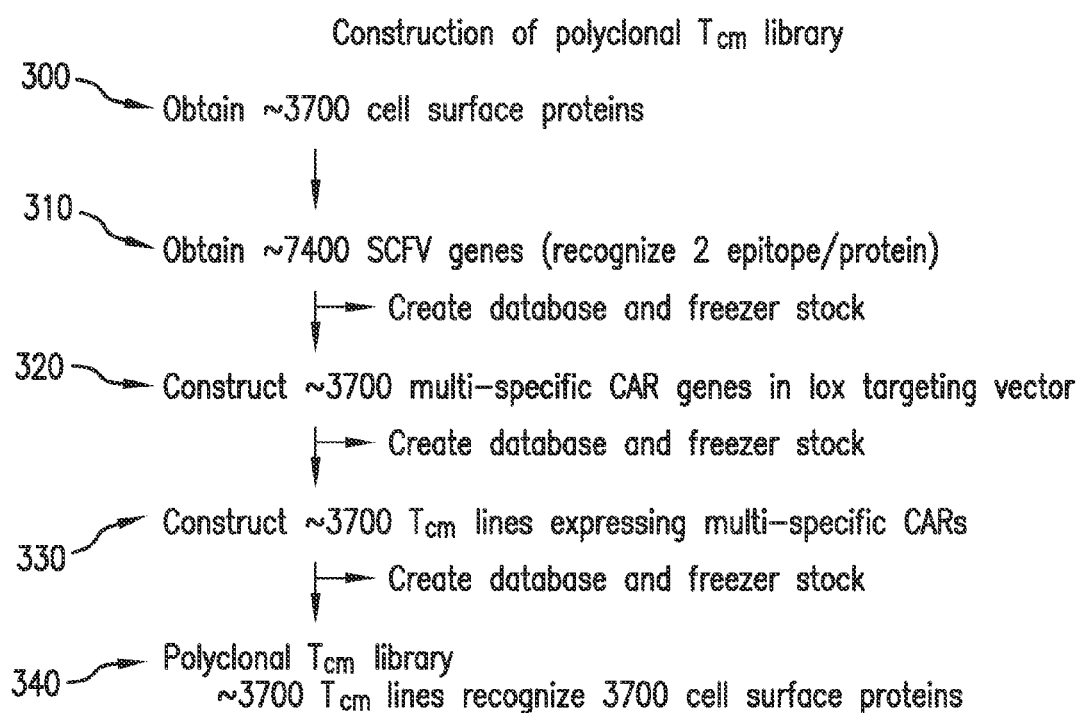 Construction of polyclonal Tcm library
300
Obtain ~3700 cell surface proteins
310
Obtain ~7400 SCFV genes (recognize 2 epitope/protein)
Create database and freezer stock
320
Construct ~3700 multi-specific CAR genes in lox targeting vector
Create database and freezer stock
330
Construct ~3700 Tcm lines expressing multi-specific CARs
Create database and freezer stock
340
Polyclonal Tcm library
~3700 Tcm lines recognize 3700 cell surface proteins